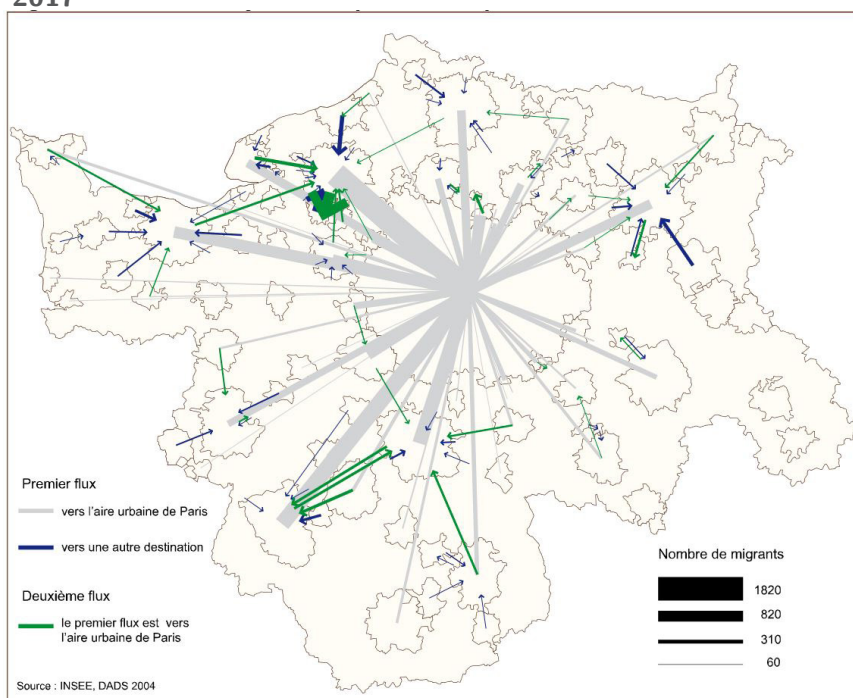 2017
Premier flux
vers l'aire urbaine de Paris
vers une autre destination
Deuxième flux
le premier flux est vers
l'aire urbaine de Paris
Nombre de migrants
1820
820
310
60
Source : INSEE, DADS 2004